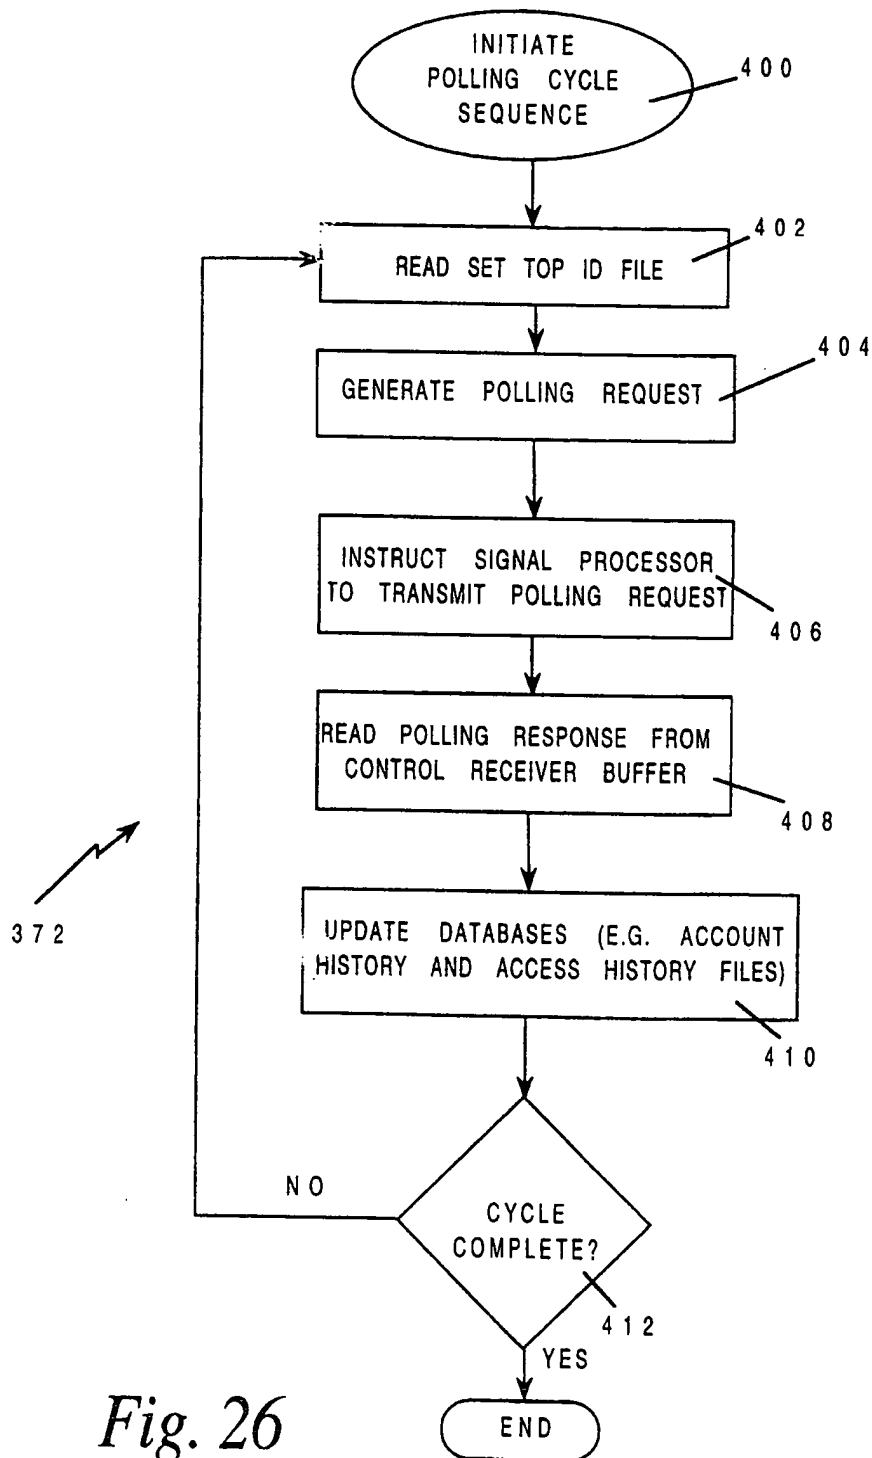 INITIATE
POLLING CYCLE
SEQUENCE
400
402
READ SET TOP ID FILE
404
GENERATE POLLING REQUEST
INSTRUCT SIGNAL PROCESSOR
TO TRANSMIT POLLING REQUEST
406
READ POLLING RESPONSE FROM
CONTROL RECEIVER BUFFER
408
372
UPDATE DATABASES (E.G. ACCOUNT
HISTORY AND ACCESS HISTORY FILES)
410
NO
CYCLE
COMPLETE?
412
YES
END
Fig. 26